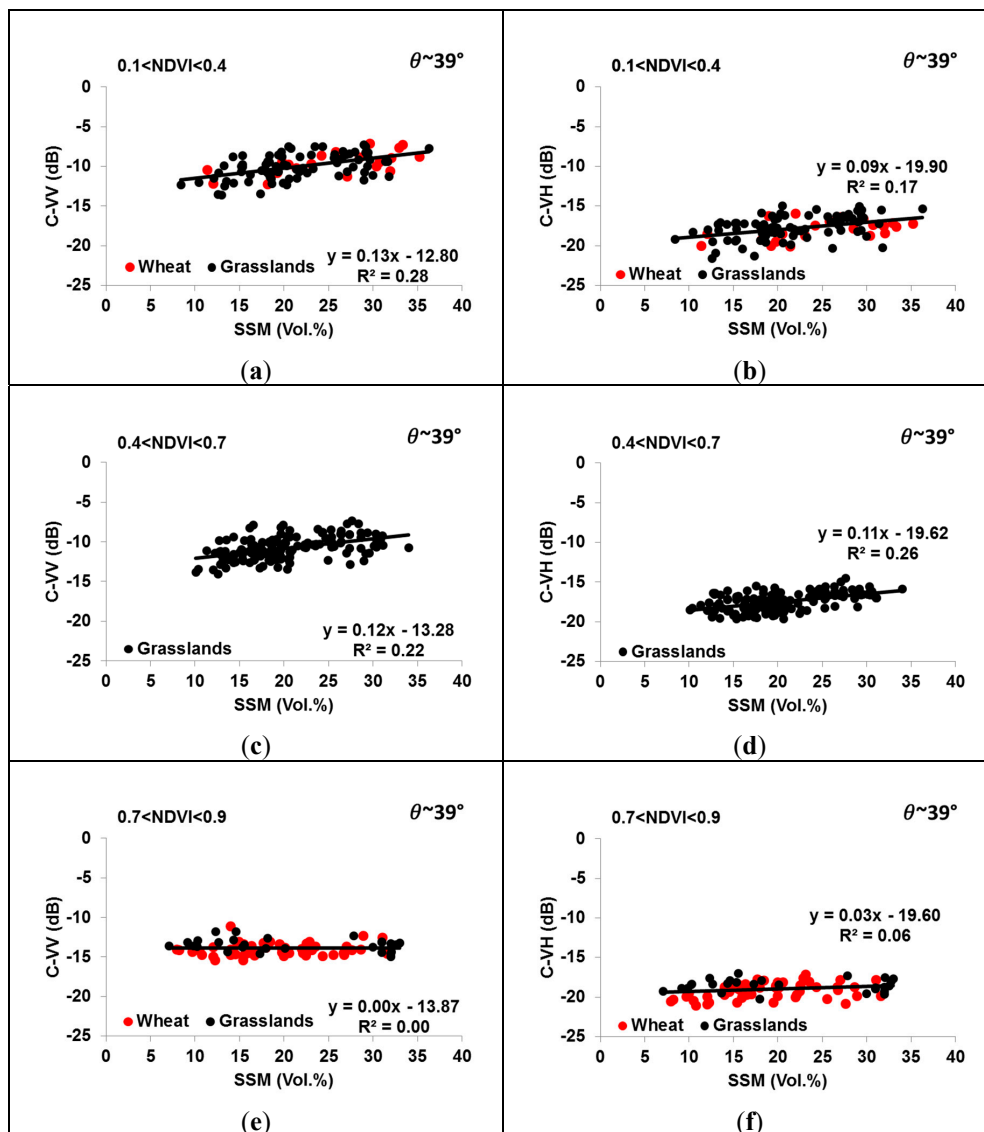 0.1<NDVI<0.4 θ~39°
0
-5
-10
-15
-20
-25
C-VV (dB)
Wheat Grasslands
y = 0.13x - 12.80
R² = 0.28
0 5 10 15 20 25 30 35 40
SSM (Vol.%)
(a)
0.1<NDVI<0.4 θ~39°
0
-5
-10
-15
-20
-25
C-VH (dB)
y = 0.09x - 19.90
R² = 0.17
Wheat Grasslands
0 5 10 15 20 25 30 35 40
SSM (Vol.%)
(b)
0.4<NDVI<0.7 θ~39°
0
-5
-10
-15
-20
-25
C-VV (dB)
y = 0.12x - 13.28
R² = 0.22
Grasslands
0 5 10 15 20 25 30 35 40
SSM (Vol.%)
(c)
0.4<NDVI<0.7 θ~39°
0
-5
-10
-15
-20
-25
C-VH (dB)
y = 0.11x - 19.62
R² = 0.26
Grasslands
0 5 10 15 20 25 30 35 40
SSM (Vol.%)
(d)
0.7<NDVI<0.9 θ~39°
0
-5
-10
-15
-20
-25
C-VV (dB)
y = 0.00x - 13.87
R² = 0.00
Wheat Grasslands
0 5 10 15 20 25 30 35 40
SSM (Vol.%)
(e)
0.7<NDVI<0.9 θ~39°
0
-5
-10
-15
-20
-25
C-VH (dB)
y = 0.03x - 19.60
R² = 0.06
Wheat Grasslands
0 5 10 15 20 25 30 35 40
SSM (Vol.%)
(f)